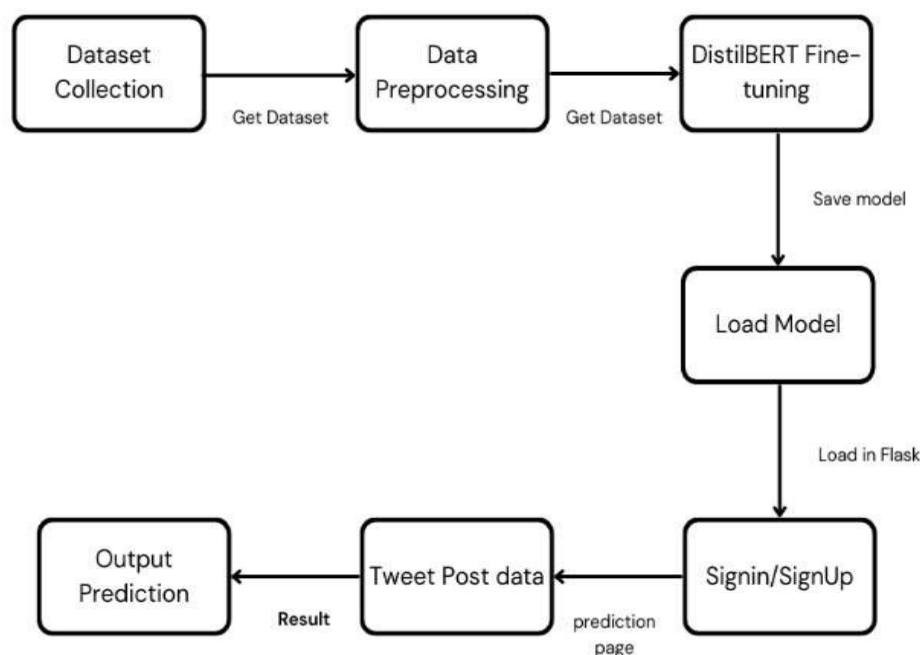 Dataset
Collection
Get Dataset
Data
Preprocessing
Get Dataset
DistilBERT Fine-
tuning
Save model
Load Model
Load in Flask
Signin/SignUp
prediction
page
Tweet Post data
Result
Output
Prediction